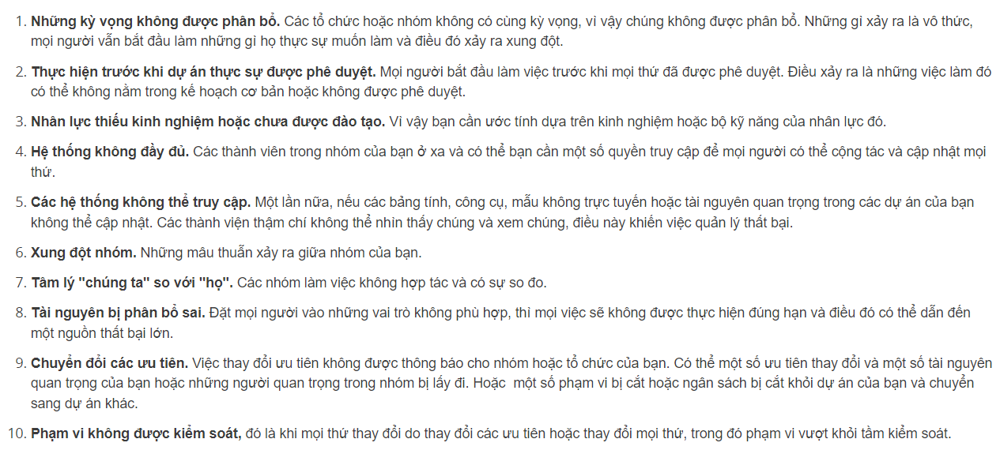 1. Những kỳ vọng không được phân bổ. Các tổ chức hoặc nhóm không có cùng kỳ vọng, vì vậy chúng không được phân bổ. Những gì xảy ra là vô thức,
mọi người vẫn bắt đầu làm những gì họ thực sự muốn làm và điều đó xảy ra xung đột.
2. Thực hiện trước khi dự án thực sự được phê duyệt. Mọi người bắt đầu làm việc trước khi mọi thứ đã được phê duyệt. Điều xảy ra là những việc làm đó
có thể không nằm trong kế hoạch cơ bản hoặc không được phê duyệt.
3. Nhân lực thiếu kinh nghiệm hoặc chưa được đào tạo. Vì vậy bạn cần ước tính dựa trên kinh nghiệm hoặc bộ kỹ năng của nhân lực đó.
4. Hệ thống không đầy đủ. Các thành viên trong nhóm của bạn ở xa và có thể bạn cần một số quyền truy cập để mọi người có thể cộng tác và cập nhật mọi
thứ.
5. Các hệ thống không thể truy cập. Một lần nữa, nếu các bảng tính, công cụ, mẫu không trực tuyến hoặc tài nguyên quan trọng trong các dự án của bạn
không thể cập nhật. Các thành viên thậm chí không thể nhìn thấy chúng và xem chúng, điều này khiến việc quản lý thất bại.
6. Xung đột nhóm. Những mâu thuẫn xảy ra giữa nhóm của bạn.
7. Tâm lý "chúng ta" so với "họ". Các nhóm làm việc không hợp tác và có sự so đo.
8. Tài nguyên bị phân bổ sai. Đặt mọi người vào những vai trò không phù hợp, thì mọi việc sẽ không được thực hiện đúng hạn và điều đó có thể dẫn đến
một nguồn thất bại lớn.
9. Chuyển đổi các ưu tiên. Việc thay đổi ưu tiên không được thông báo cho nhóm hoặc tổ chức của bạn. Có thể một số ưu tiên thay đổi và một số tài nguyên
quan trọng của bạn hoặc những người quan trọng trong nhóm bị lấy đi. Hoặc một số phạm vi bị cắt hoặc ngân sách bị cắt khỏi dự án của bạn và chuyển
sang dự án khác.
10. Phạm vi không được kiểm soát, đó là khi mọi thứ thay đổi do thay đổi các ưu tiên hoặc thay đổi mọi thứ, trong đó phạm vi vượt khỏi tầm kiểm soát.